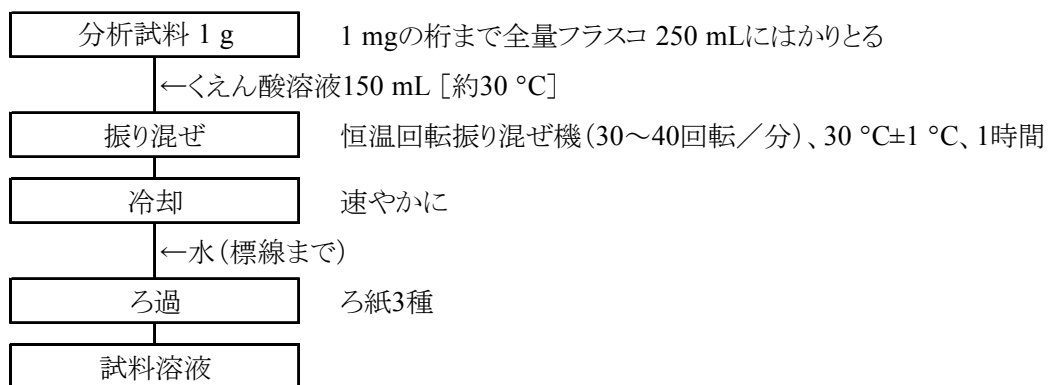 分析試料 1 g 1 mgの桁まで全量フラスコ 250 mLにはかりとる
←くえん酸溶液150 mL [約30 °C]
振り混ぜ 恒温回転振り混ぜ機(30~40回転/分)、30 °C±1 °C、1時間
冷却 速やかに
←水(標線まで)
ろ過 ろ紙3種
試料溶液